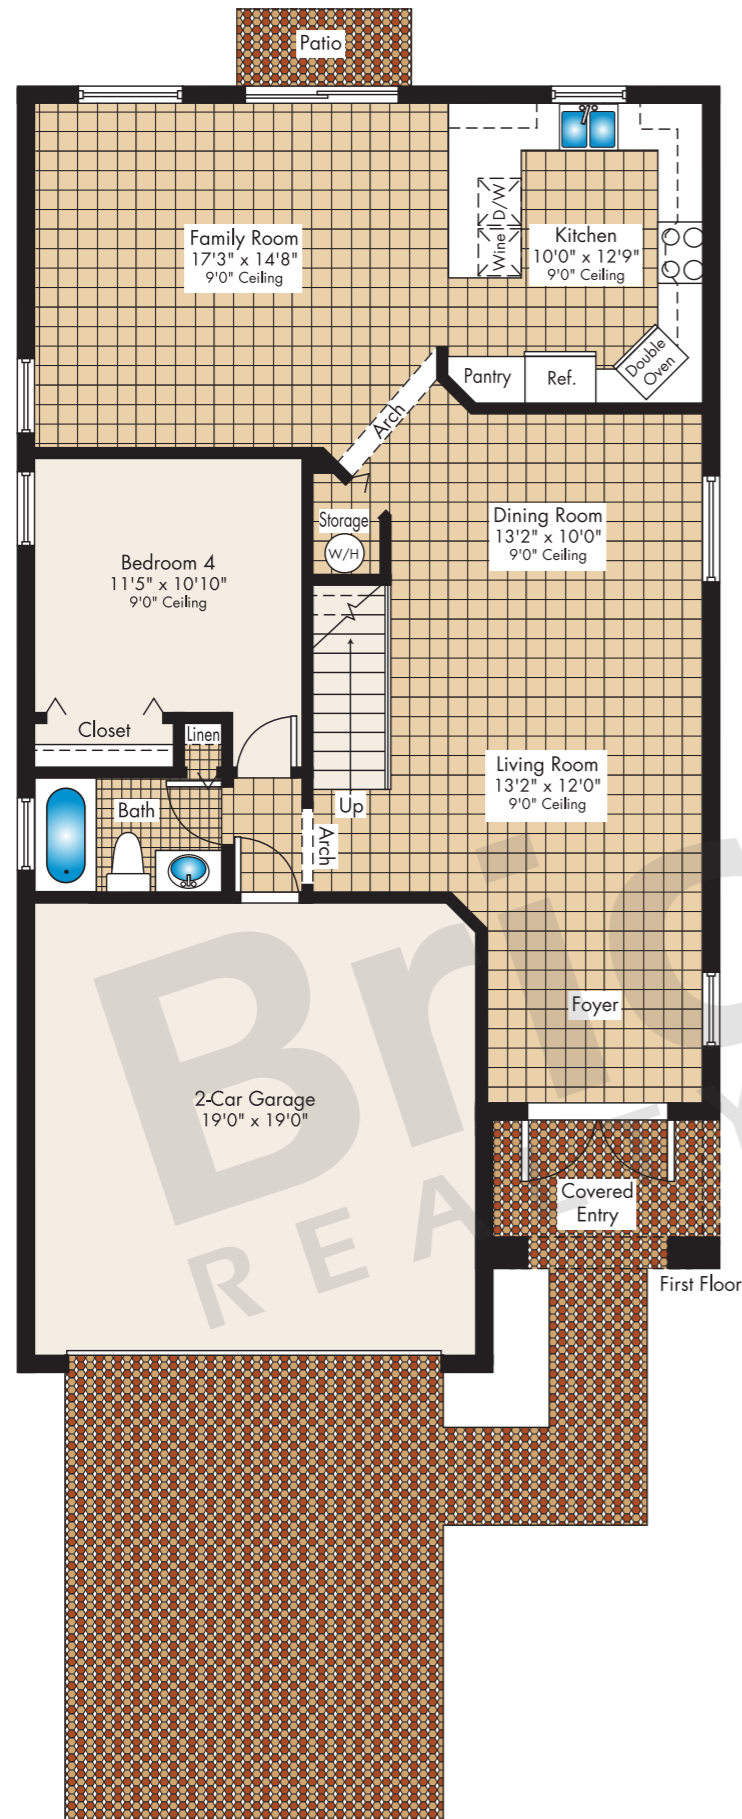 Patio
Family Room
17'3" x 14'8"
9'0" Ceiling
Wine
D/W
Kitchen
10'0" x 12'9"
9'0" Ceiling
Pantry
Ref.
Double
Oven
Arch
Storage
W/H
Dining Room
13'2" x 10'0"
9'0" Ceiling
Bedroom 4
11'5" x 10'10"
9'0" Ceiling
Closet
Linen
Living Room
13'2" x 12'0"
9'0" Ceiling
Bath
Up
Arch
Foyer
2-Car Garage
19'0" x 19'0"
Covered
Entry
First Floor